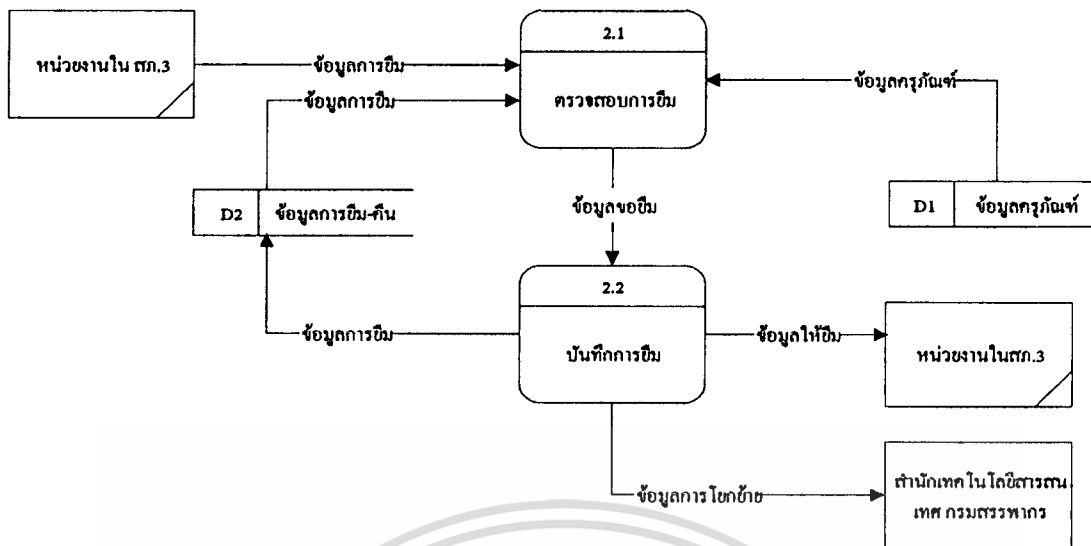 2.1
หน่วยงานใน สภ.3
ข้อมูลการยืม
ข้อมูลครุภัณฑ์
ข้อมูลการยืม
ตรวจสอบการยืม
D2 ข้อมูลการยืม-คืน
ข้อมูลขอยืม
D1 ข้อมูลครุภัณฑ์
2.2
ข้อมูลการยืม
ข้อมูลให้ยืม
บันทึกการยืม
หน่วยงานในสภ.3
ข้อมูลการโยกย้าย
สำนักเทคโนโลยีสารสน
เทศ กรมสรรพากร